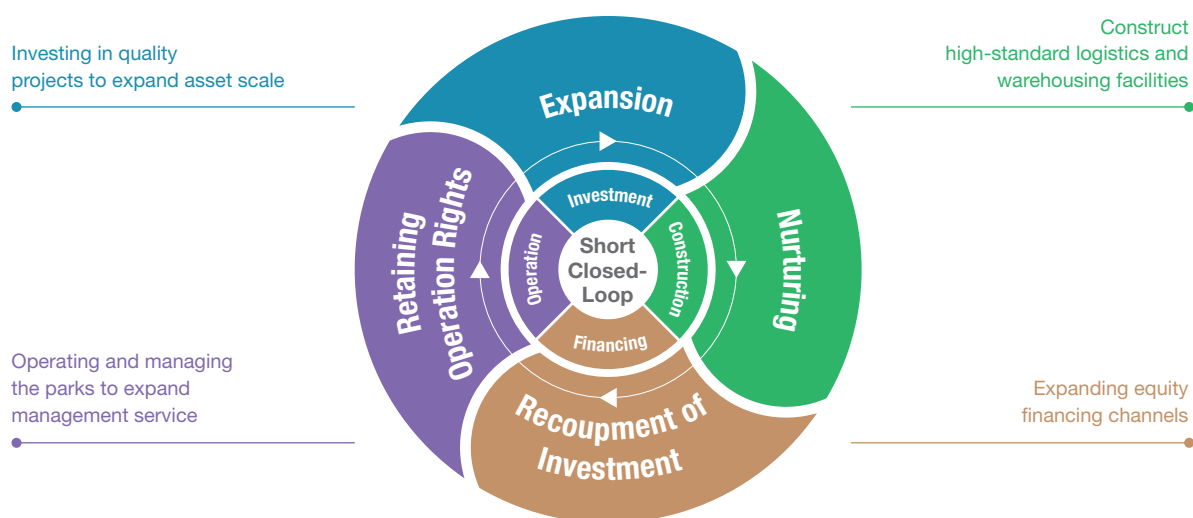 Investing in quality
projects to expand asset scale
Construct
high-standard logistics and
warehousing facilities
Expansion
Investment
Retaining
Operation Rights
Operation
Short
Closed-
Loop
Construction
Nurturing
Financing
Recoupment of
Investment
Operating and managing
the parks to expand
management service
Expanding equity
financing channels